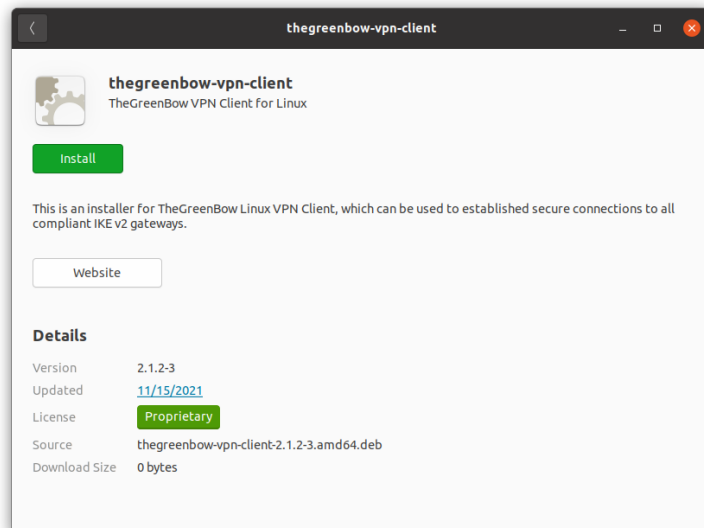 thegreenbow-vpn-client
thegreenbow-vpn-client
TheGreenBow VPN Client for Linux
Install
This is an installer for TheGreenBow Linux VPN Client, which can be used to established secure connections to all
compliant IKE v2 gateways.
Website
Details
Version 2.1.2-3
Updated 11/15/2021
License Proprietary
Source thegreenbow-vpn-client-2.1.2-3.amd64.deb
Download Size 0 bytes